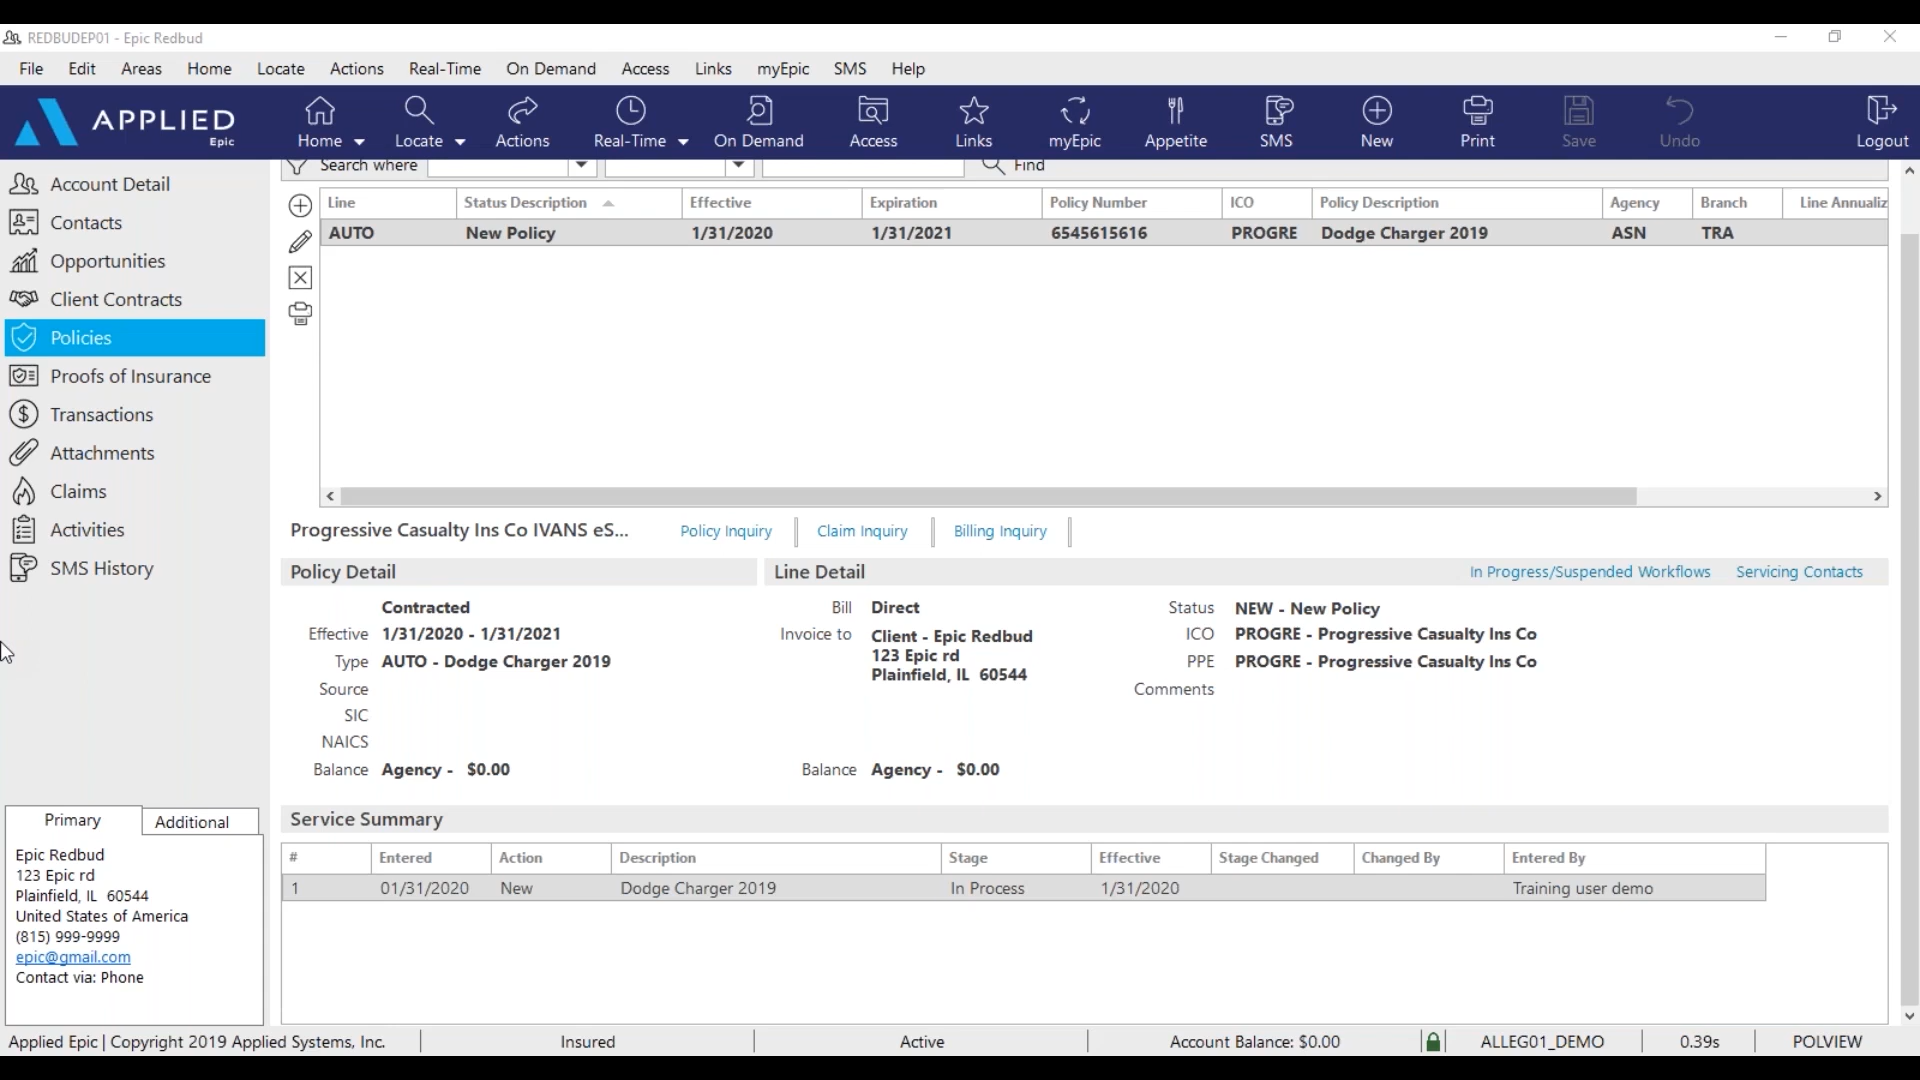 REDBUDEP01 - Epic Redbud
File Edit Areas Home Locate Actions Real-Time On Demand Access Links myEpic SMS Help
APPLIED
Epic
Home Locate Actions Real-Time On Demand Access Links myEpic Appetite SMS New Print Save Undo Logout
Search where Find
Account Detail
Contacts
Opportunities
Client Contracts
Policies
Proofs of Insurance
Transactions
Attachments
Claims
Activities
SMS History
Line Status Description Effective Expiration Policy Number ICO Policy Description Agency Branch Line Annualiz
AUTO New Policy 1/31/2020 1/31/2021 6545615616 PROGRE Dodge Charger 2019 ASN TRA
Progressive Casualty Ins Co IVANS eS... Policy Inquiry Claim Inquiry Billing Inquiry
Policy Detail
Contracted
Effective 1/31/2020 - 1/31/2021
Type AUTO - Dodge Charger 2019
Source
SIC
NAICS
Balance Agency - $0.00
Line Detail In Progress/Suspended Workflows Servicing Contacts
Bill Direct
Invoice to Client - Epic Redbud
123 Epic rd
Plainfield, IL 60544
Balance Agency - $0.00
Status NEW - New Policy
ICO PROGRE - Progressive Casualty Ins Co
PPE PROGRE - Progressive Casualty Ins Co
Comments
Service Summary
# Entered Action Description Stage Effective Stage Changed Changed By Entered By
1 01/31/2020 New Dodge Charger 2019 In Process 1/31/2020 Training user demo
Primary Additional
Epic Redbud
123 Epic rd
Plainfield, IL 60544
United States of America
(815) 999-9999
epic@gmail.com
Contact via: Phone
Applied Epic | Copyright 2019 Applied Systems, Inc. Insured Active Account Balance: $0.00 ALLEG01_DEMO 0.39s POLVIEW